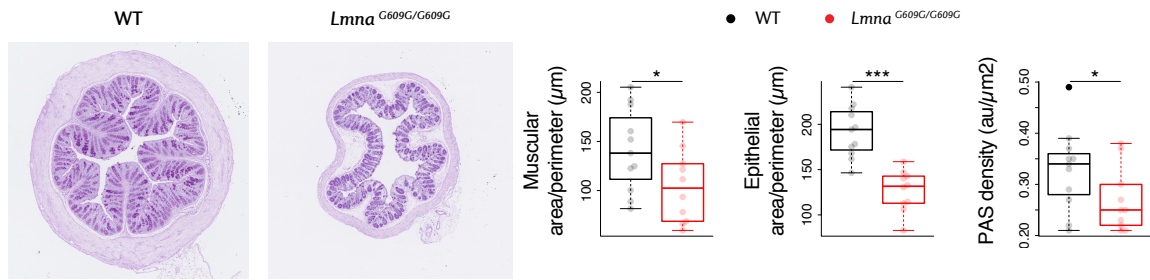 WT
Lmna G609G/G609G
● WT ● Lmna G609G/G609G
Muscular
area/perimeter (µm)
200
150
100
*
Epithelial
area/perimeter (µm)
200
150
100
***
PAS density (au/µm2)
0.50
0.40
0.30
0.20
*